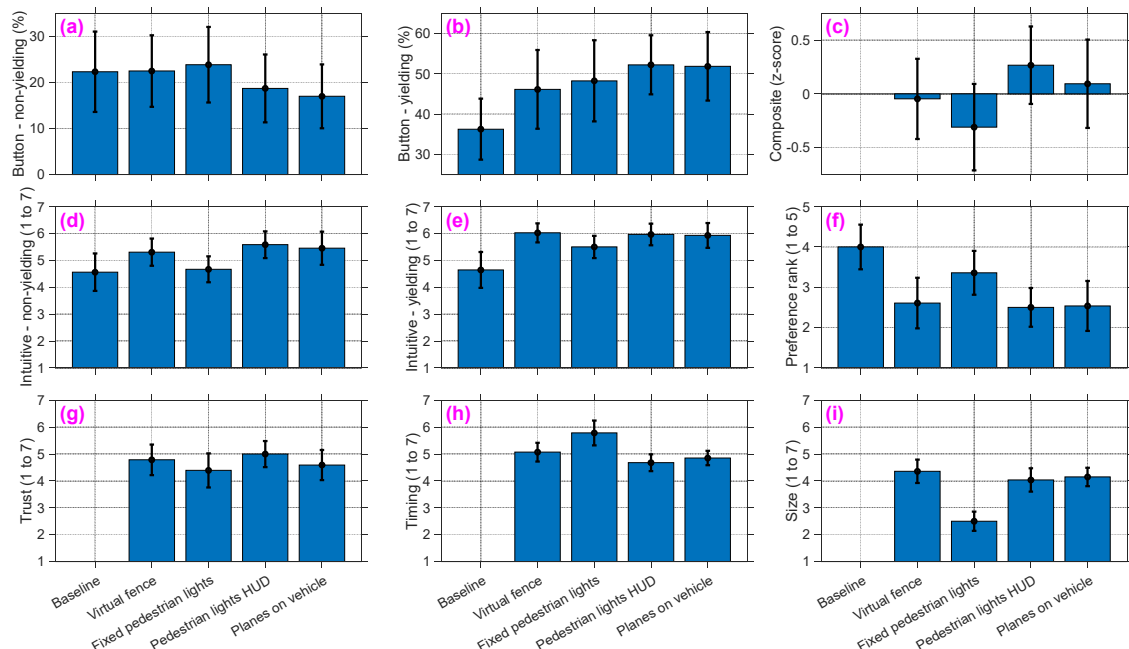 (a)
Button - non-yielding (%)
30
20
10
0
(b)
Button - yielding (%)
60
50
40
30
(c)
Composite (z-score)
0.5
0
-0.5
(d)
Intuitive - non-yielding (1 to 7)
7
6
5
4
3
2
1
(e)
Intuitive - yielding (1 to 7)
7
6
5
4
3
2
1
(f)
Preference rank (1 to 5)
5
4
3
2
1
(g)
Trust (1 to 7)
7
6
5
4
3
2
1
Baseline
Virtual fence
Fixed pedestrian lights
Pedestrian lights HUD
Planes on vehicle
(h)
Timing (1 to 7)
7
6
5
4
3
2
1
Baseline
Virtual fence
Fixed pedestrian lights
Pedestrian lights HUD
Planes on vehicle
(i)
Size (1 to 7)
7
6
5
4
3
2
1
Baseline
Virtual fence
Fixed pedestrian lights
Pedestrian lights HUD
Planes on vehicle